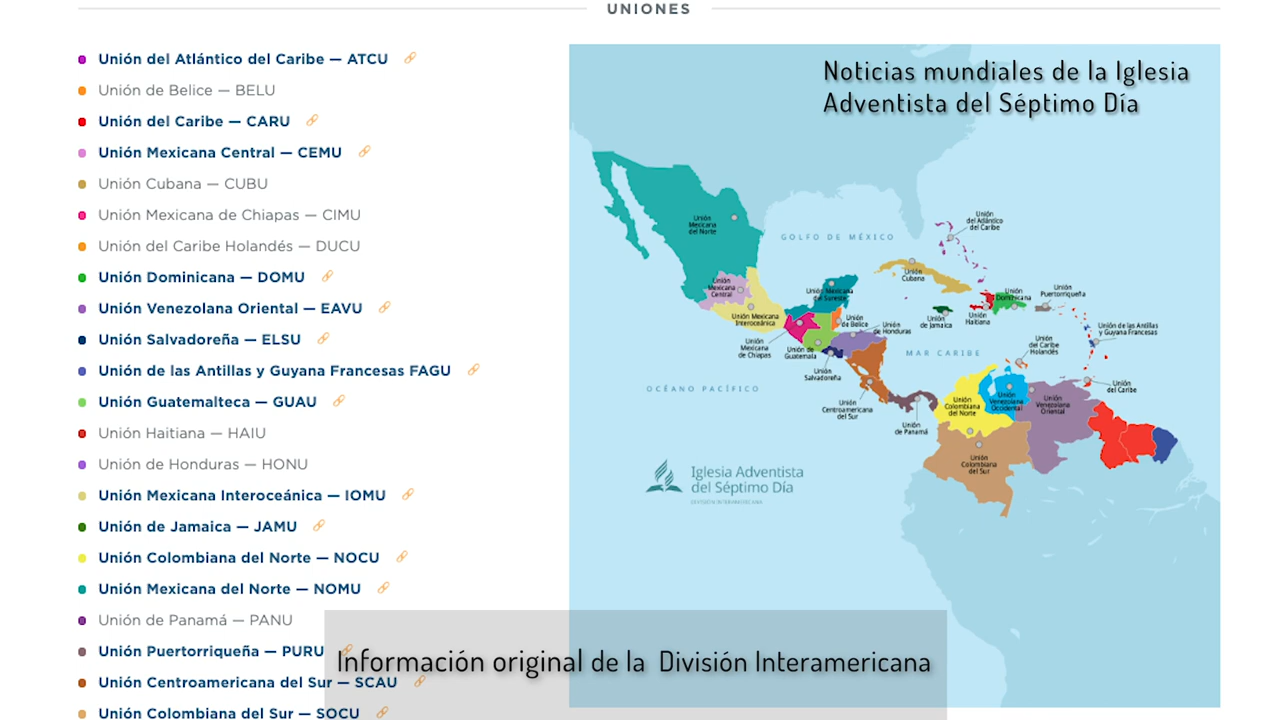 UNIONES
Unión del Atlántico del Caribe — ATCU
Unión de Belice — BELU
Unión del Caribe — CARU
Unión Mexicana Central — CEMU
Unión Cubana — CUBU
Unión Mexicana de Chiapas — CIMU
Unión del Caribe Holandés — DUCU
Unión Dominicana — DOMU
Unión Venezolana Oriental — EAVU
Unión Salvadoreña — ELSU
Unión de las Antillas y Guyana Francesas FAGU
Unión Guatemalteca — GUAU
Unión Haitiana — HAIU
Unión de Honduras — HONU
Unión Mexicana Interoceánica — IOMU
Unión de Jamaica — JAMU
Unión Colombiana del Norte — NOCU
Unión Mexicana del Norte — NOMU
Unión de Panamá — PANU
Unión Puertorriqueña — PURU
Unión Centroamericana del Sur — SCAU
Unión Colombiana del Sur — SOCU
Noticias mundiales de la Iglesia
Adventista del Séptimo Día
Unión
Mexicana
del Norte
GOLFO DE MÉXICO
Unión
del Atlántico
del Caribe
Unión
Cubana
Unión
Mexicana
Central
Unión Mexicana
del Sureste
Unión
Dominicana
Unión
Puertorriqueña
Unión Mexicana
Interoceánica
Unión
de Belice
Unión
de Honduras
Unión
de Jamaica
Unión
Haitiana
Unión de las Antillas
y Guyana Francesas
Unión
Mexicana
de Chiapas
Unión de
Guatemala
Unión
Salvadoreña
MAR CARIBE
Unión
del Caribe
Holandés
OCÉANO PACÍFICO
Unión
Centroamericana
del Sur
Unión
de Panamá
Unión
Colombiana
del Norte
Unión
Venezolana
Occidental
Unión
Venezolana
Oriental
Unión
del Caribe
Unión
Colombiana
del Sur
Iglesia Adventista
del Séptimo Día
DIVISIÓN INTERAMERICANA
Información original de la División Interamericana